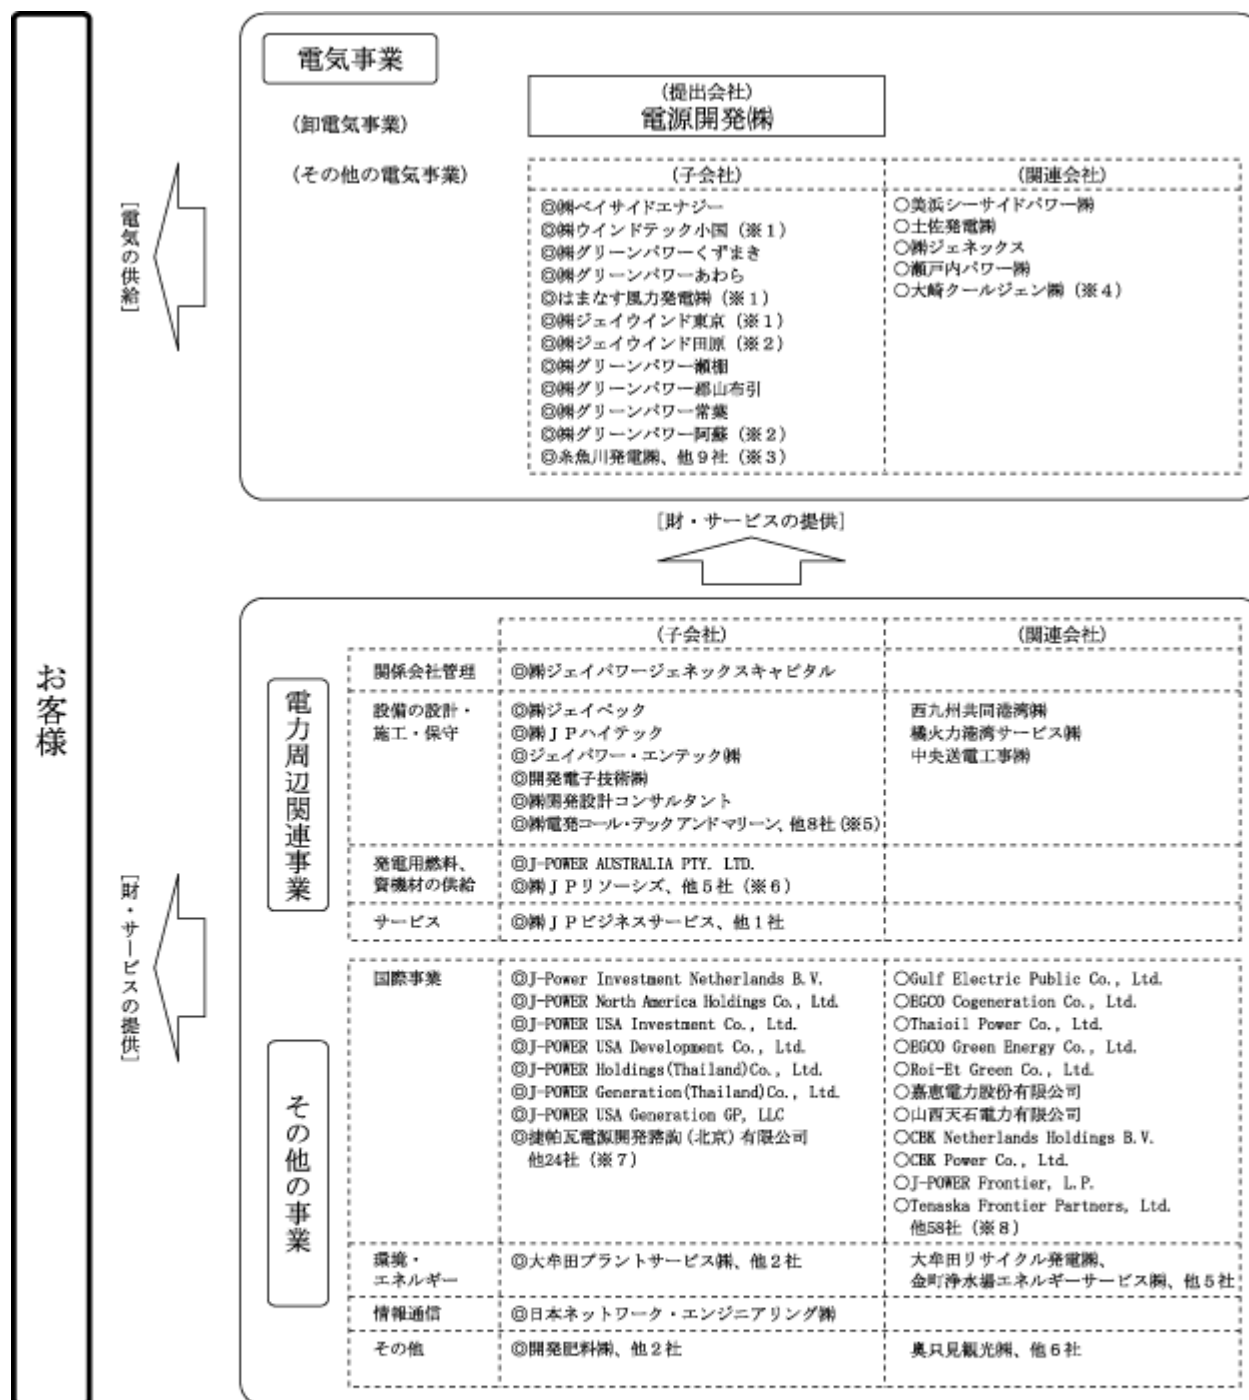 お客様
[電気の供給]
[財・サービスの提供]
電気事業
(卸電気事業)
(提出会社)
電源開発㈱
(その他の電気事業)
(子会社)
◎㈱ベイサイドエナジー
◎㈱ウインドテック小国（※１）
◎㈱グリーンパワーくずまき
◎㈱グリーンパワーあわら
◎はまなす風力発電㈱（※１）
◎㈱ジェイウインド東京（※１）
◎㈱ジェイウインド田原（※２）
◎㈱グリーンパワー瀬棚
◎㈱グリーンパワー郡山布引
◎㈱グリーンパワー常葉
◎㈱グリーンパワー阿蘇（※２）
◎糸魚川発電㈱、他９社（※３）
(関連会社)
○美浜シーサイドパワー㈱
○土佐発電㈱
○㈱ジェネックス
○瀬戸内パワー㈱
○大崎クールジェン㈱（※４）
[財・サービスの提供]
電力周辺関連事業
(子会社)
(関連会社)
関係会社管理
◎㈱ジェイパワージェネックスキャピタル
設備の設計・
施工・保守
◎㈱ジェイペック
◎㈱ＪＰハイテック
◎ジェイパワー・エンテック㈱
◎開発電子技術㈱
◎㈱開発設計コンサルタント
◎㈱電発コール・テックアンドマリーン、他8社(※5)
西九州共同港湾㈱
橘火力港湾サービス㈱
中央送電工事㈱
発電用燃料、
資機材の供給
◎J-POWER AUSTRALIA PTY. LTD.
◎㈱ＪＰリソーシズ、他５社（※６）
サービス
◎㈱ＪＰビジネスサービス、他１社
その他の事業
国際事業
◎J-Power Investment Netherlands B.V.
◎J-POWER North America Holdings Co., Ltd.
◎J-POWER USA Investment Co., Ltd.
◎J-POWER USA Development Co., Ltd.
◎J-POWER Holdings(Thailand)Co., Ltd.
◎J-POWER Generation(Thailand)Co., Ltd.
◎J-POWER USA Generation GP, LLC
◎捷帕瓦電源開発諮詢(北京)有限公司
他24社（※７）
○Gulf Electric Public Co., Ltd.
○EGCO Cogeneration Co., Ltd.
○Thaioil Power Co., Ltd.
○EGCO Green Energy Co., Ltd.
○Roi-Et Green Co., Ltd.
○嘉恵電力股份有限公司
○山西天石電力有限公司
○CBK Netherlands Holdings B.V.
○CBK Power Co., Ltd.
○J-POWER Frontier, L.P.
○Tenaska Frontier Partners, Ltd.
他58社（※８）
環境・
エネルギー
◎大牟田プラントサービス㈱、他２社
大牟田リサイクル発電㈱、
金町浄水場エネルギーサービス㈱、他５社
情報通信
◎日本ネットワーク・エンジニアリング㈱
その他
◎開発肥料㈱、他２社
奥只見観光㈱、他６社